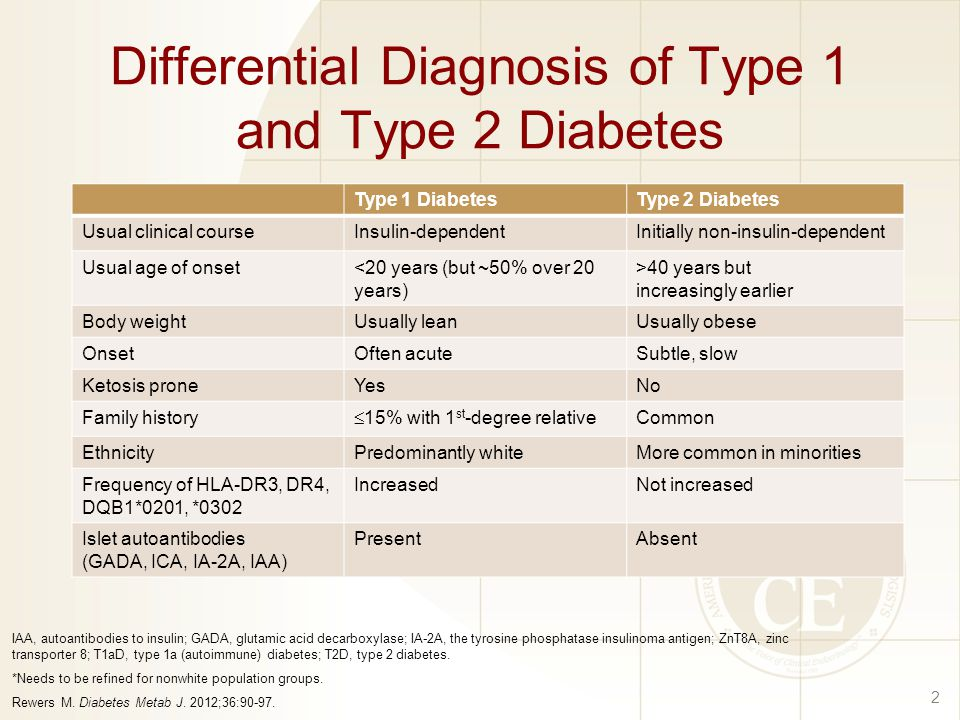 Differential Diagnosis of Type 1
and Type 2 Diabetes
Type 1 Diabetes Type 2 Diabetes
Usual clinical course Insulin-dependent Initially non-insulin-dependent
Usual age of onset <20 years (but ~50% over 20 >40 years but
years) increasingly earlier
Body weight Usually lean Usually obese
Onset Often acute Subtle, slow
Ketosis prone Yes No
Family history ≤15% with 1st-degree relative Common
Ethnicity Predominantly white More common in minorities
Frequency of HLA-DR3, DR4, Increased Not increased
DQB1*0201, *0302
Islet autoantibodies Present Absent
(GADA, ICA, IA-2A, IAA)
CE
IAA, autoantibodies to insulin; GADA, glutamic acid decarboxylase; IA-2A, the tyrosine phosphatase insulinoma antigen; ZnT8A, zinc
transporter 8; T1aD, type 1a (autoimmune) diabetes; T2D, type 2 diabetes.
*Needs to be refined for nonwhite population groups.
Rewers M. Diabetes Metab J. 2012;36:90-97.
2